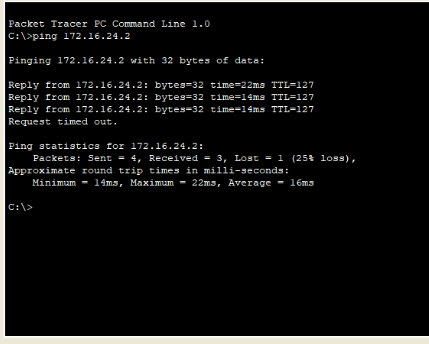 Packet Tracer PC Command Line 1.0
C:\>ping 172.16.24.2
Pinging 172.16.24.2 with 32 bytes of data:
Reply from 172.16.24.2: bytes=32 time=22ms TTL=127
Reply from 172.16.24.2: bytes=32 time=14ms TTL=127
Reply from 172.16.24.2: bytes=32 time=14ms TTL=127
Request timed out.
Ping statistics for 172.16.24.2:
Packets: Sent = 4, Received = 3, Lost = 1 (25% loss),
Approximate round trip times in milli-seconds:
Minimum = 14ms, Maximum = 22ms, Average = 16ms
C:\>